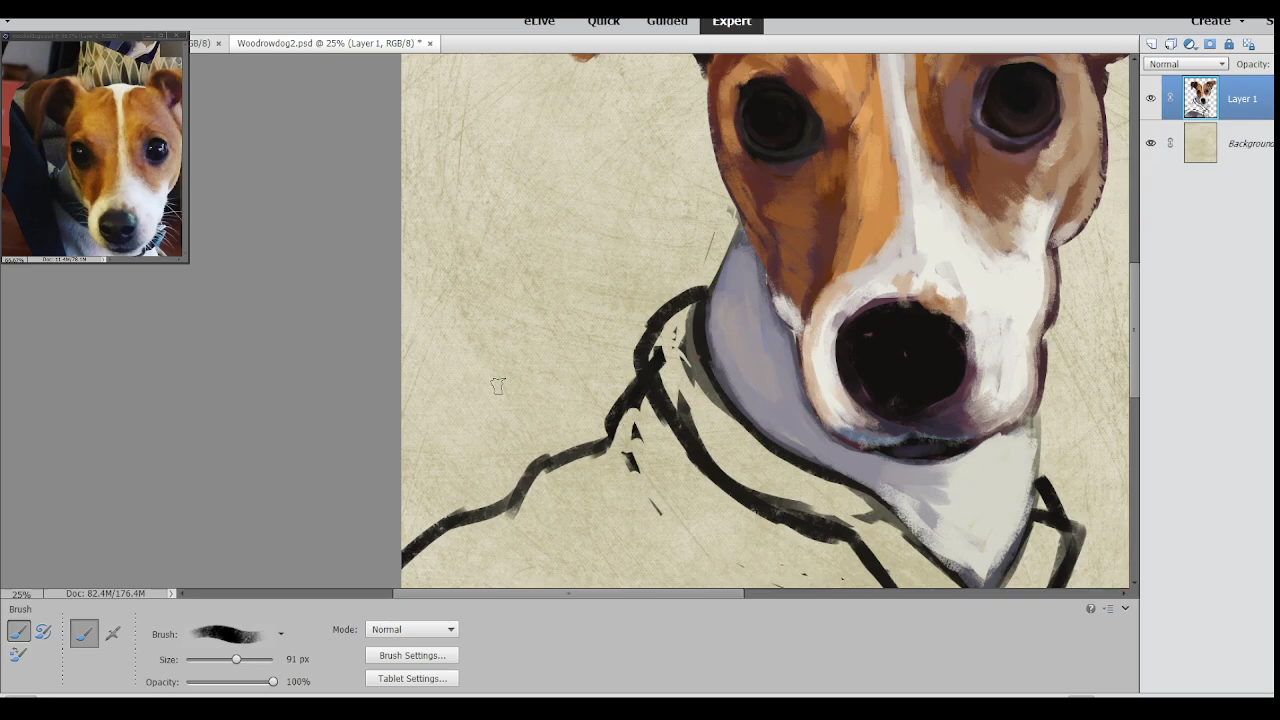 eLive Quick Guided Expert Create
GB/8) × Woodrowdog2.psd @ 25% (Layer 1, RGB/8) * ×
Normal Opacity:
Layer 1
Background
25% Doc: 82.4M/176.4M
Brush
Brush: Mode: Normal
Size: 91 px Brush Settings...
Opacity: 100% Tablet Settings...